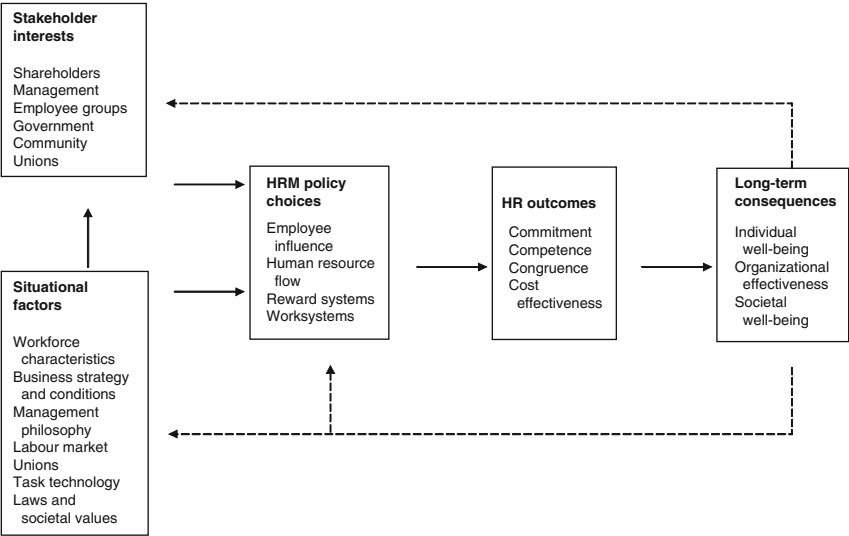 Stakeholder
interests
Shareholders
Management
Employee groups
Government
Community
Unions
Situational
factors
Workforce
characteristics
Business strategy
and conditions
Management
philosophy
Labour market
Unions
Task technology
Laws and
societal values
HRM policy
choices
Employee
influence
Human resource
flow
Reward systems
Worksystems
HR outcomes
Commitment
Competence
Congruence
Cost
effectiveness
Long-term
consequences
Individual
well-being
Organizational
effectiveness
Societal
well-being